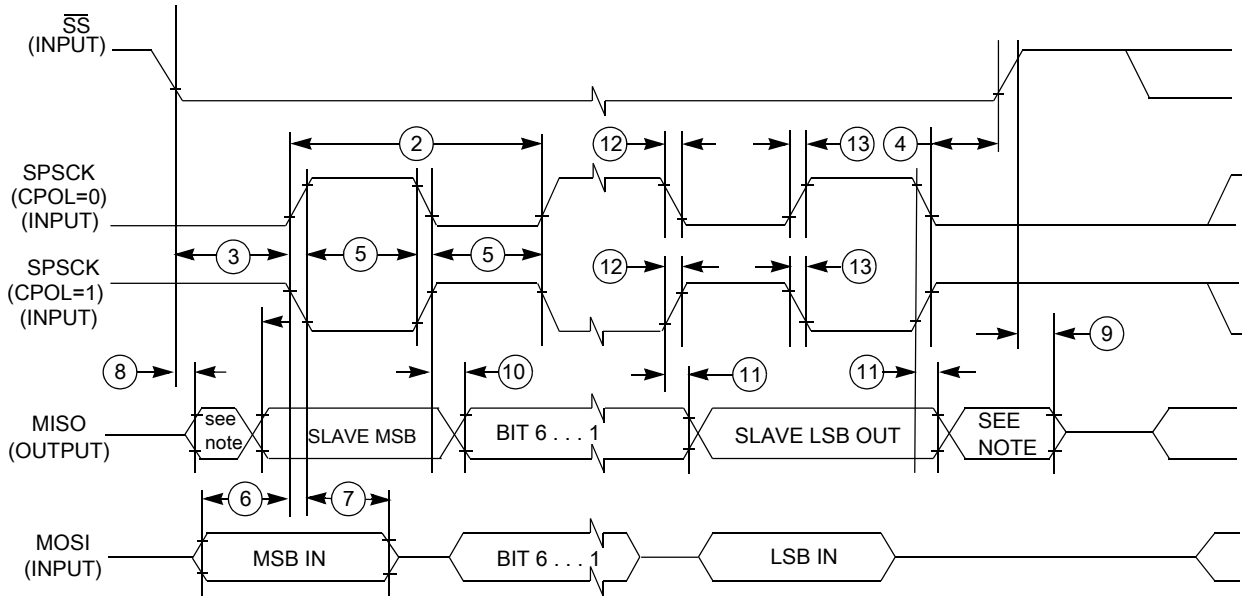 SS
(INPUT)
2
12
13
4
SPSCK
(CPOL=0)
(INPUT)
3
5
5
SPSCK
(CPOL=1)
(INPUT)
12
13
8
10
11
11
9
MISO
(OUTPUT)
see
note
SLAVE MSB
BIT 6 . . . 1
SLAVE LSB OUT
SEE
NOTE
6
7
MOSI
(INPUT)
MSB IN
BIT 6 . . . 1
LSB IN